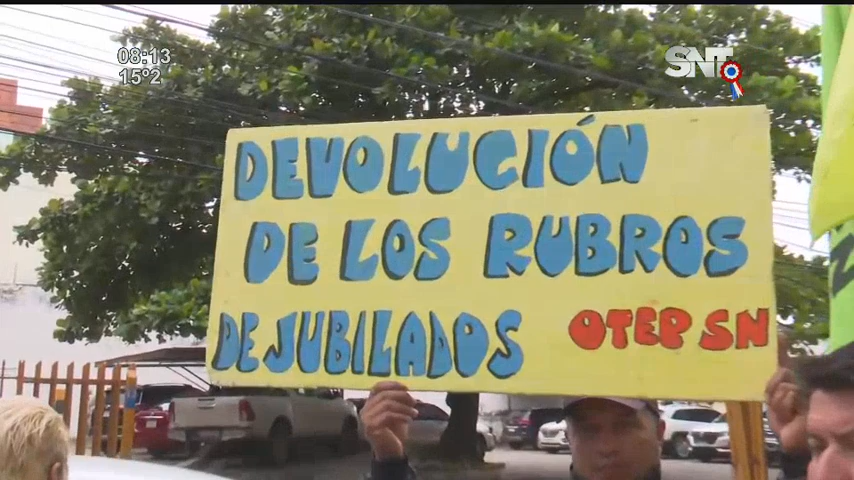 08:13
15°2
SNT
DEVOLUCIÓN
DE LOS RUBROS
DE JUBILADOS OTEP SN